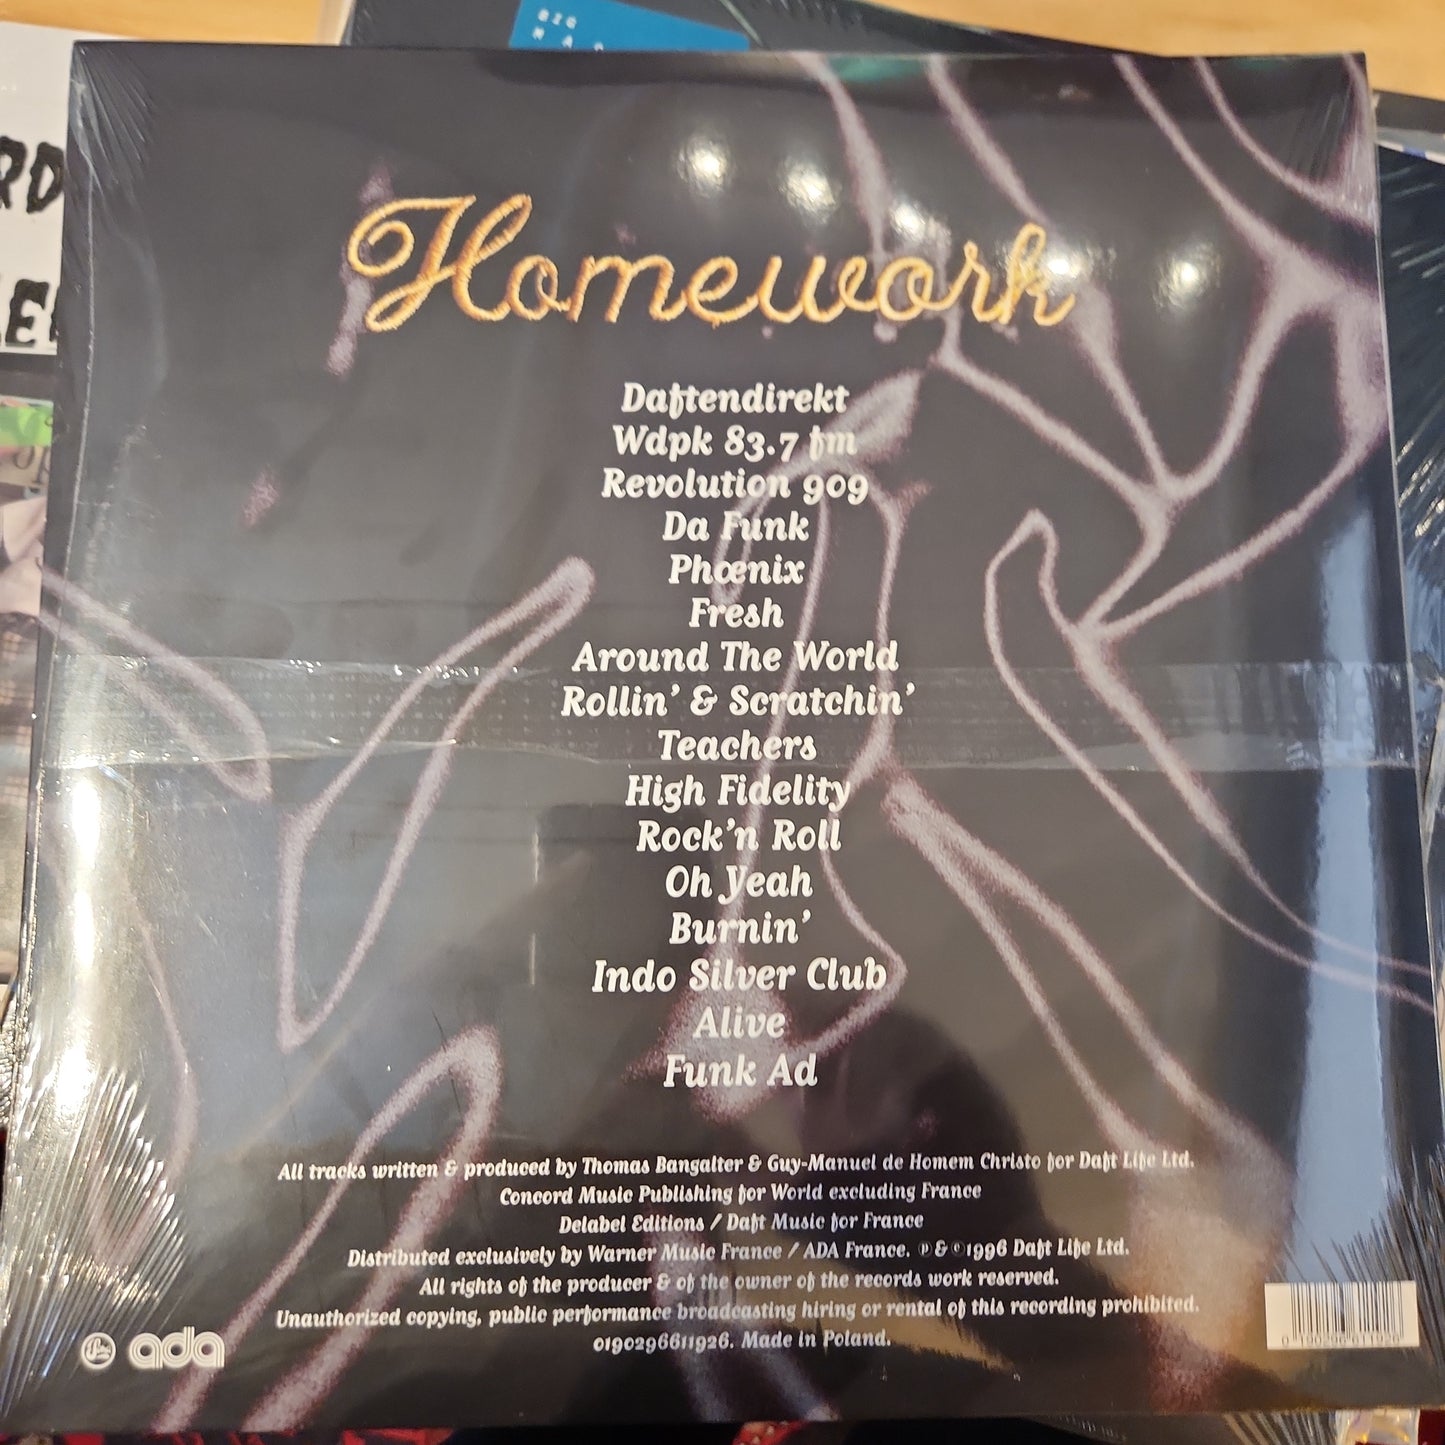 Homework
Daftendirekt
Wdpk 83.7 fm
Revolution 909
Da Funk
Phœnix
Fresh
Around The World
Rollin' & Scratchin'
Teachers
High Fidelity
Rock'n Roll
Oh Yeah
Burnin'
Indo Silver Club
Alive
Funk Ad
All tracks written & produced by Thomas Bangalter & Guy-Manuel de Homem Christo for Daft Life Ltd.
Concord Music Publishing for World excluding France
Delabel Editions / Daft Music for France
Distributed exclusively by Warner Music France / ADA France. ℗ & ©1996 Daft Life Ltd.
All rights of the producer & of the owner of the records work reserved.
Unauthorized copying, public performance broadcasting hiring or rental of this recording prohibited.
0190296611926. Made in Poland.
ada